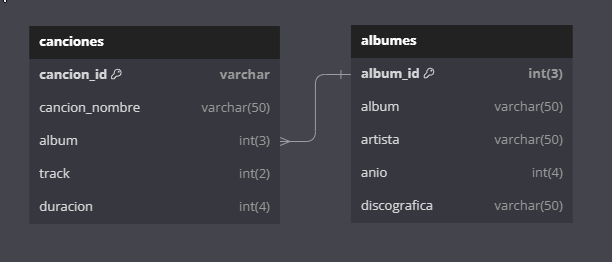 canciones
cancion_id varchar
cancion_nombre varchar(50)
album int(3)
track int(2)
duracion int(4)
albumes
album_id int(3)
album varchar(50)
artista varchar(50)
anio int(4)
discografica varchar(50)